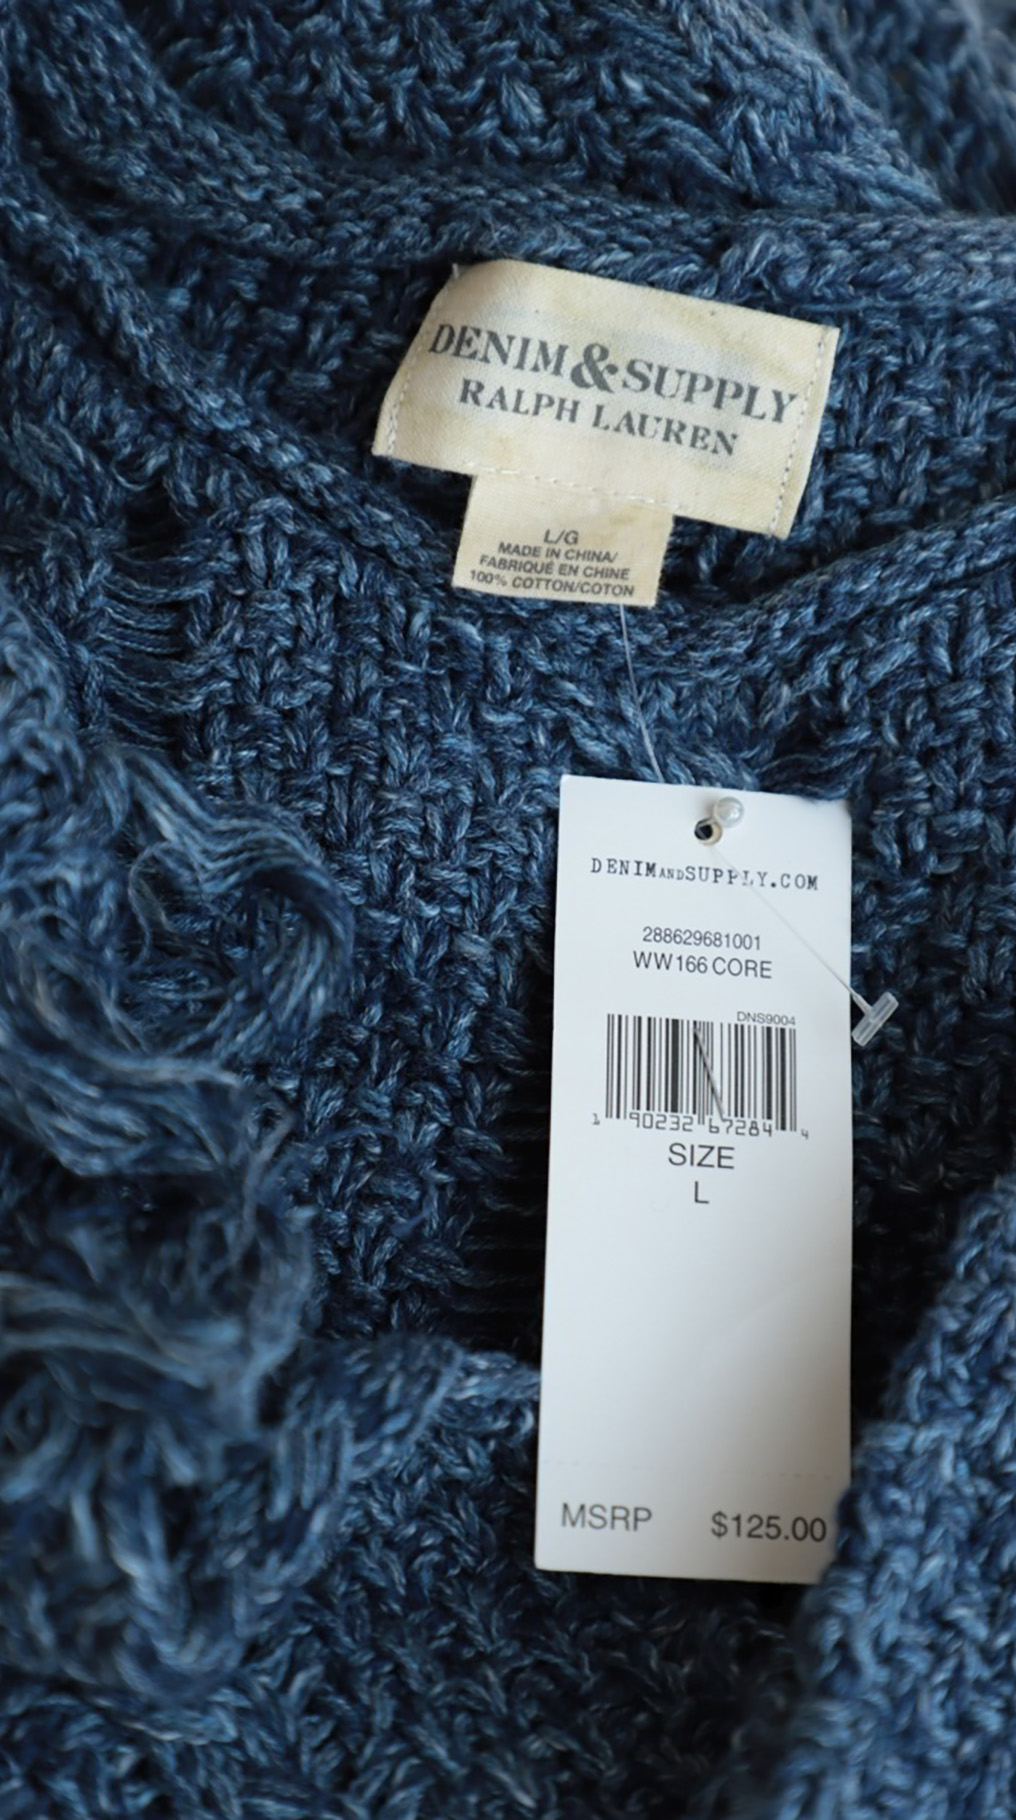 DENIM&SUPPLY
RALPH LAUREN
L/G
MADE IN CHINA/
FABRIQUÉ EN CHINE
100% COTTON/COTON
DENIMANDSUPPLY.COM
288629681001
WW166 CORE
DNS9004
1 90232 67284 4
SIZE
L
MSRP $125.00